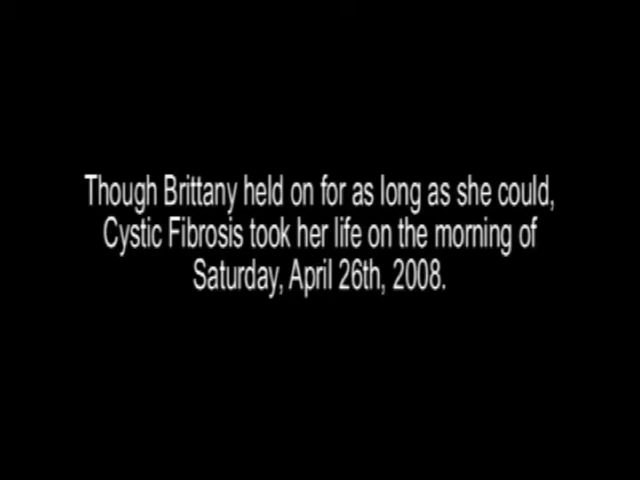 Though Brittany held on for as long as she could,
Cystic Fibrosis took her life on the morning of
Saturday, April 26th, 2008.